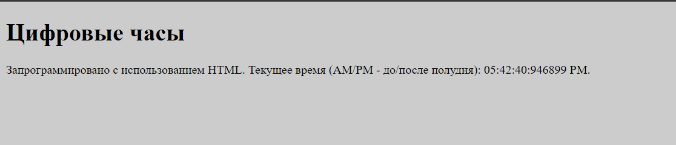 Цифровые часы
Запрограммировано с использованием HTML. Текущее время (AM/PM - до/после полудня): 05:42:40:946899 PM.